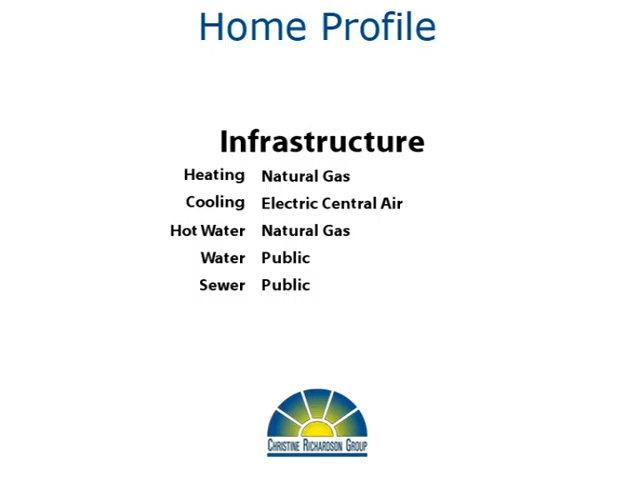 Home Profile
Infrastructure
Heating Natural Gas
Cooling Electric Central Air
Hot Water Natural Gas
Water Public
Sewer Public
CHRISTINE RICHARDSON GROUP